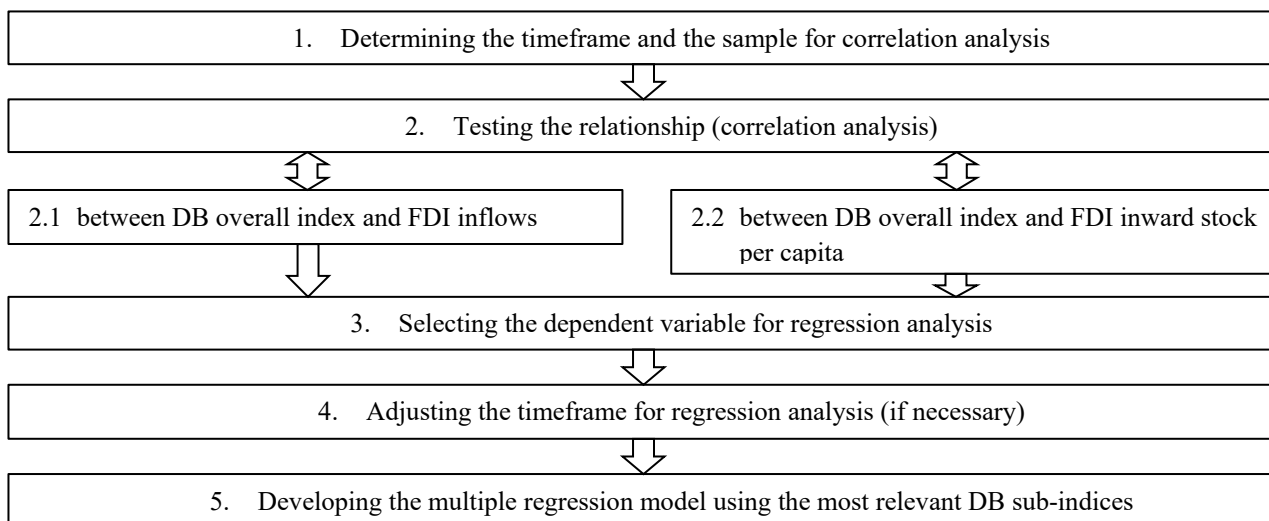 1. Determining the timeframe and the sample for correlation analysis
2. Testing the relationship (correlation analysis)
2.1 between DB overall index and FDI inflows
2.2 between DB overall index and FDI inward stock
per capita
3. Selecting the dependent variable for regression analysis
4. Adjusting the timeframe for regression analysis (if necessary)
5. Developing the multiple regression model using the most relevant DB sub-indices